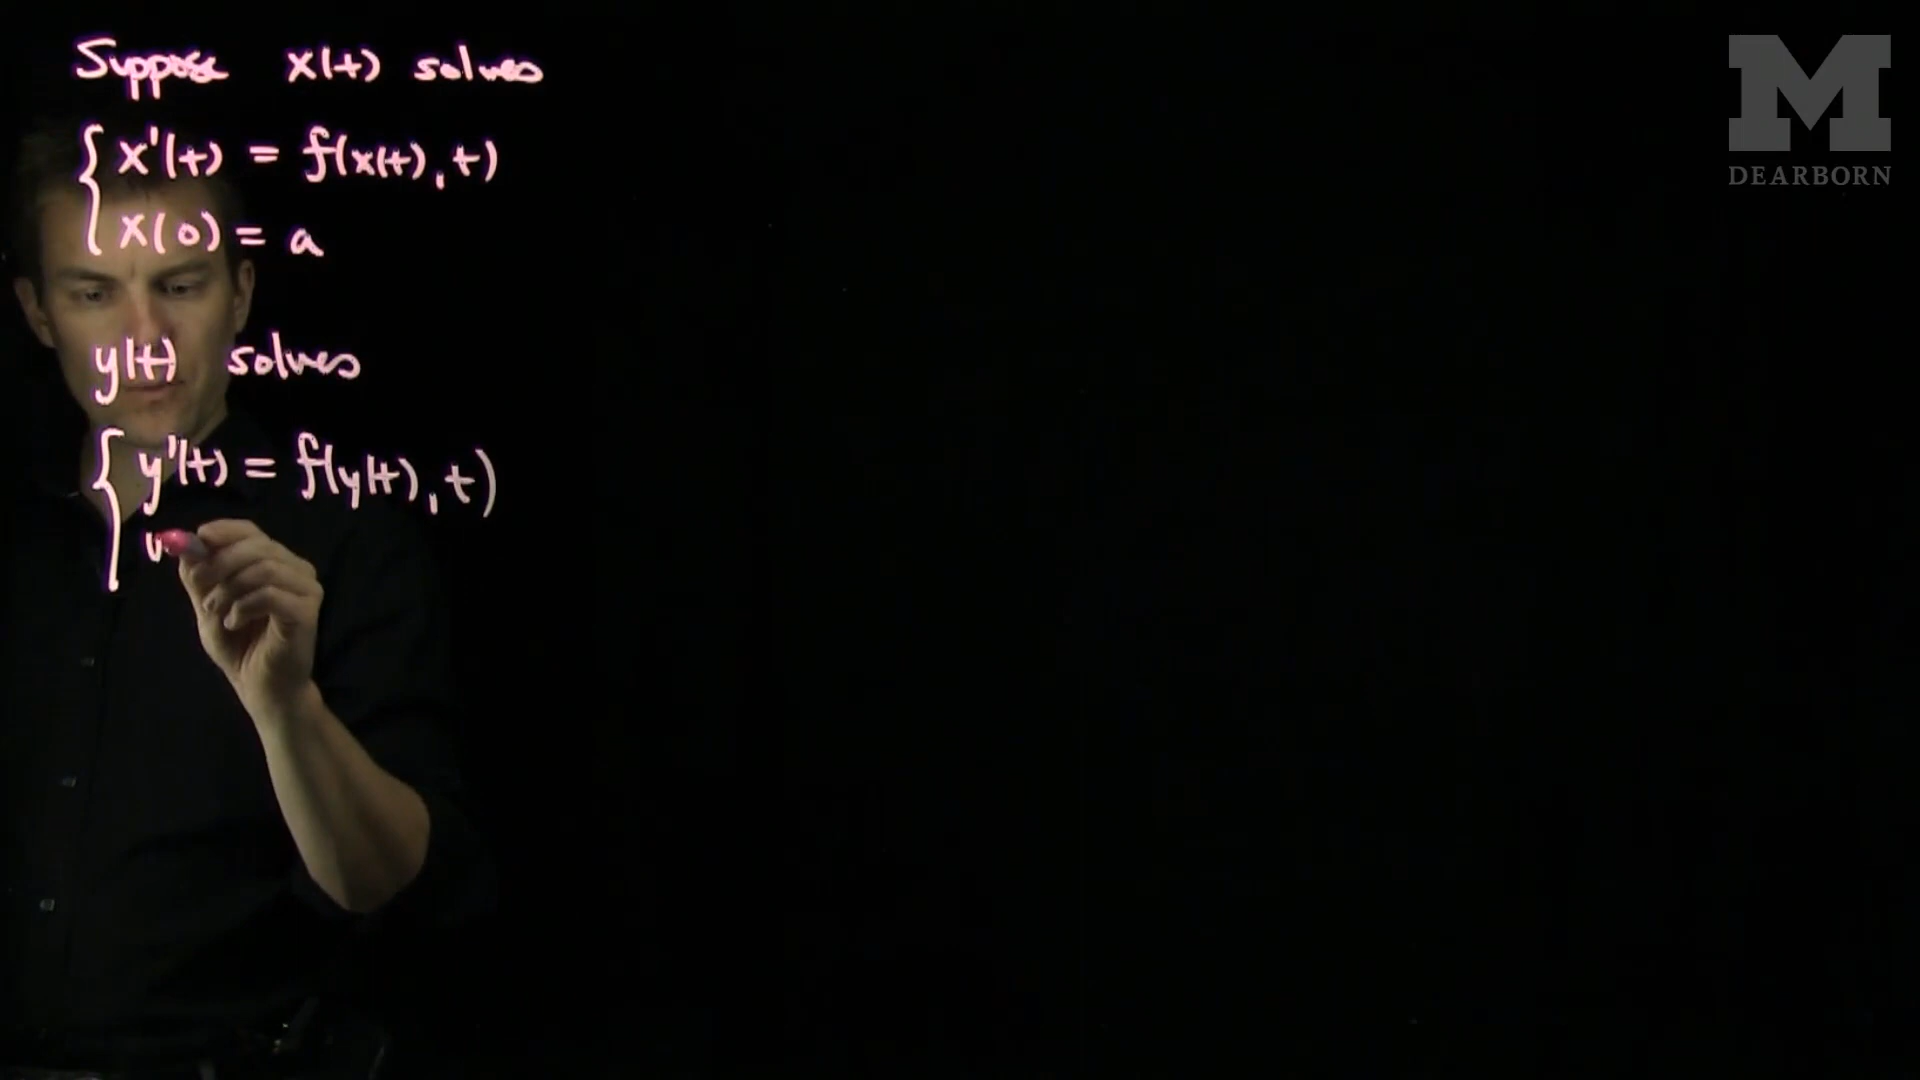 Suppose x(t) solves
x'(t) = f(x(t), t)
x(0) = a
y(t) solves
y'(t) = f(y(t), t)
M
DEARBORN